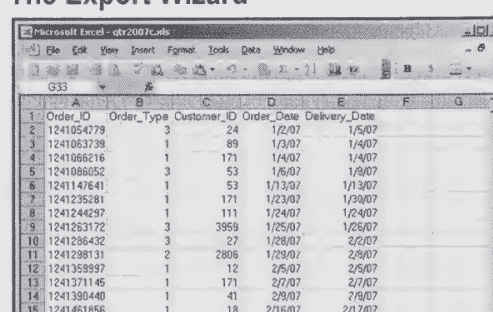 The Export Wizard
Microsoft Excel - qtr2007c.xls
File Edit View Insert Format Tools Data Window Help
G33 fx
A B C D E F G
1 Order_ID Order_Type Customer_ID Order_Date Delivery_Date
2 1241054779 3 24 1/2/07 1/5/07
3 1241063739 1 89 1/3/07 1/4/07
4 1241066216 1 171 1/4/07 1/4/07
5 1241086052 3 53 1/6/07 1/9/07
6 1241147641 1 53 1/13/07 1/13/07
7 1241235281 1 171 1/23/07 1/30/07
8 1241244297 1 111 1/24/07 1/24/07
9 1241263172 3 3959 1/25/07 1/26/07
10 1241286432 3 27 1/28/07 2/2/07
11 1241298131 2 2806 1/29/07 2/8/07
12 1241359997 1 12 2/5/07 2/5/07
13 1241371145 1 171 2/7/07 2/7/07
14 1241390440 1 41 2/9/07 2/9/07
15 1241461856 1 18 2/16/07 2/17/07